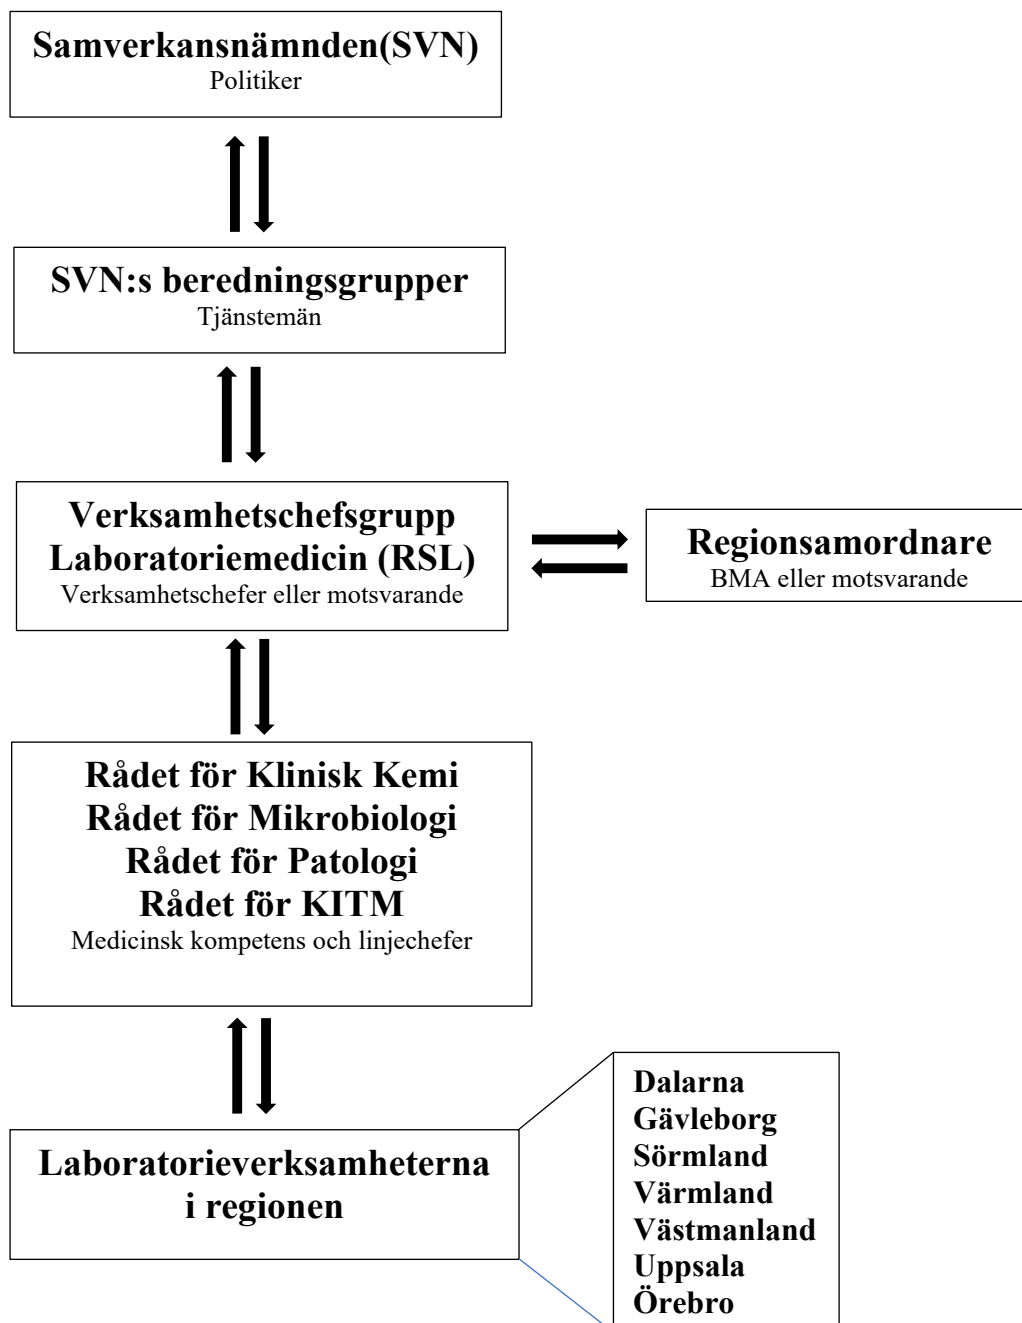 Samverkansnämnden(SVN)
Politiker
SVN:s beredningsgrupper
Tjänstemän
Verksamhetschefsgrupp
Laboratoriemedicin (RSL)
Verksamhetschefer eller motsvarande
Regionsamordnare
BMA eller motsvarande
Rådet för Klinisk Kemi
Rådet för Mikrobiologi
Rådet för Patologi
Rådet för KITM
Medicinsk kompetens och linjechefer
Laboratorieverksamheterna
i regionen
Dalarna
Gävleborg
Sörmland
Värmland
Västmanland
Uppsala
Örebro